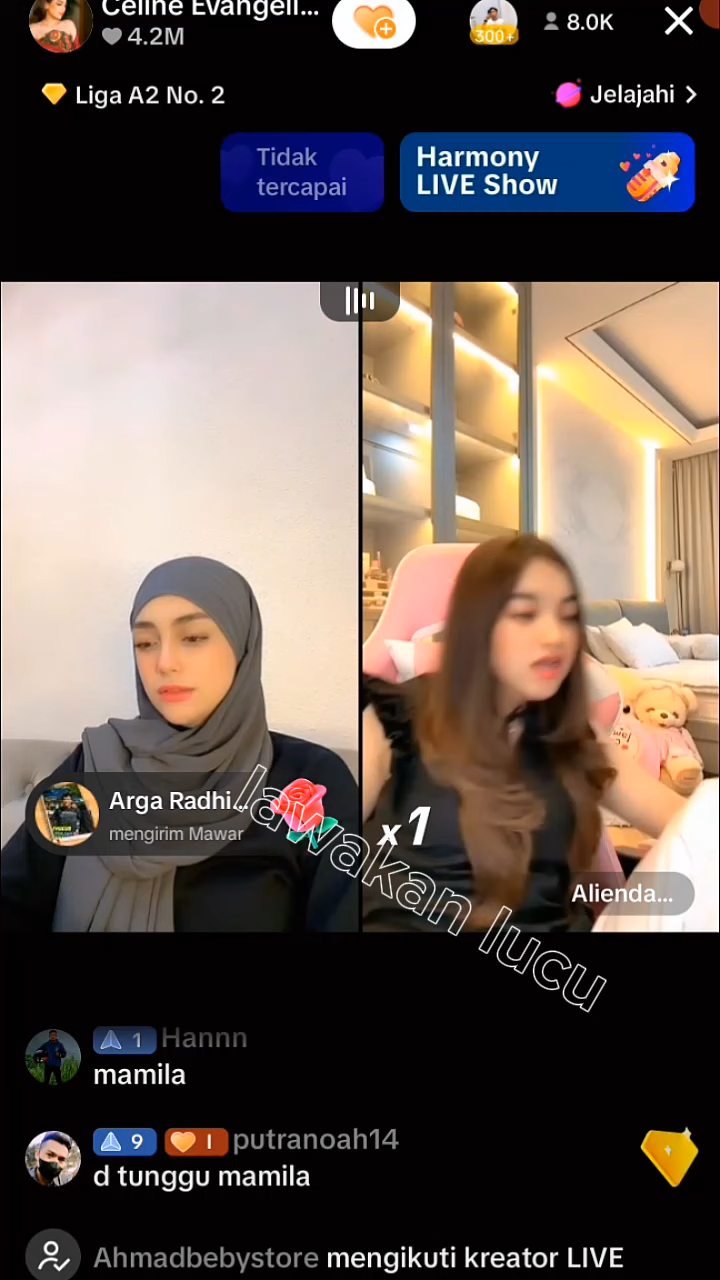 Celine Evangeli...
4.2M
300+
8.0K
Liga A2 No. 2
Jelajahi >
Tidak
tercapai
Harmony
LIVE Show
Arga Radhi...
mengirim Mawar
x1
lawakan lucu
Alienda...
1 Hannn
mamila
9 I putranoah14
d tunggu mamila
Ahmadbebystore mengikuti kreator LIVE